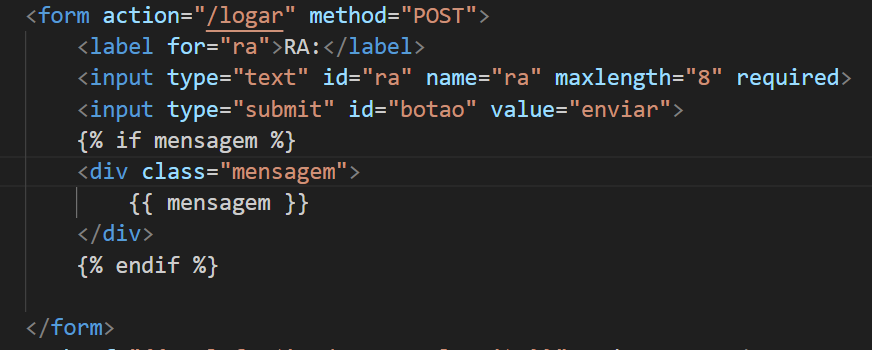 <form action="/logar" method="POST">
<label for="ra">RA:</label>
<input type="text" id="ra" name="ra" maxlength="8" required>
<input type="submit" id="botao" value="enviar">
{% if mensagem %}
<div class="mensagem">
{{ mensagem }}
</div>
{% endif %}
</form>